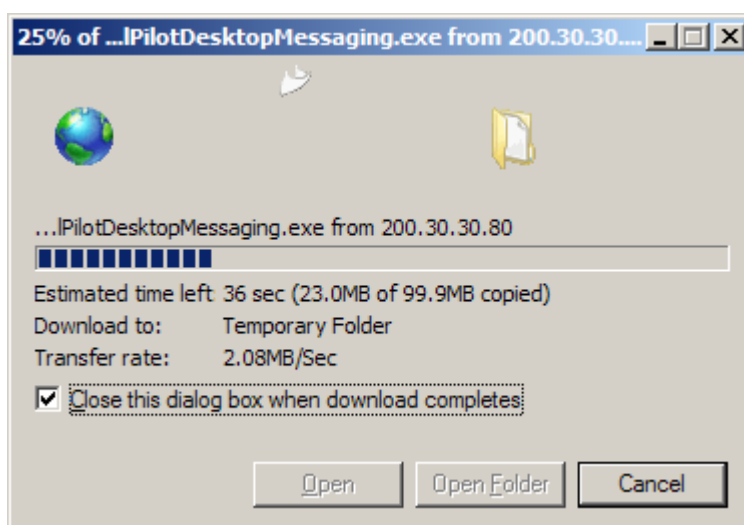 25% of ...lPilotDesktopMessaging.exe from 200.30.30....
...lPilotDesktopMessaging.exe from 200.30.30.80
Estimated time left 36 sec (23.0MB of 99.9MB copied)
Download to: Temporary Folder
Transfer rate: 2.08MB/Sec
Close this dialog box when download completes
Open Open Folder Cancel